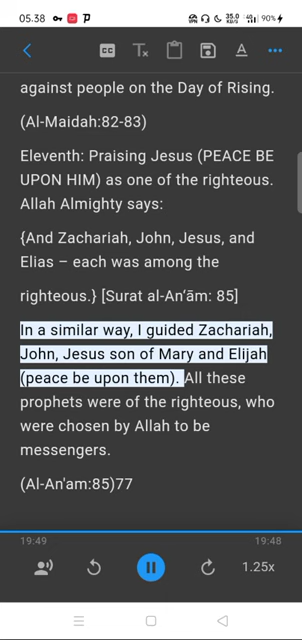 05.38
35.0
KB/S
4G
90%
CC
against people on the Day of Rising.
(Al-Maidah:82-83)
Eleventh: Praising Jesus (PEACE BE
UPON HIM) as one of the righteous.
Allah Almighty says:
{And Zachariah, John, Jesus, and
Elias – each was among the
righteous.} [Surat al-An‘ām: 85]
In a similar way, I guided Zachariah,
John, Jesus son of Mary and Elijah
(peace be upon them). All these
prophets were of the righteous, who
were chosen by Allah to be
messengers.
(Al-An'am:85)77
19:49
19:48
1.25x